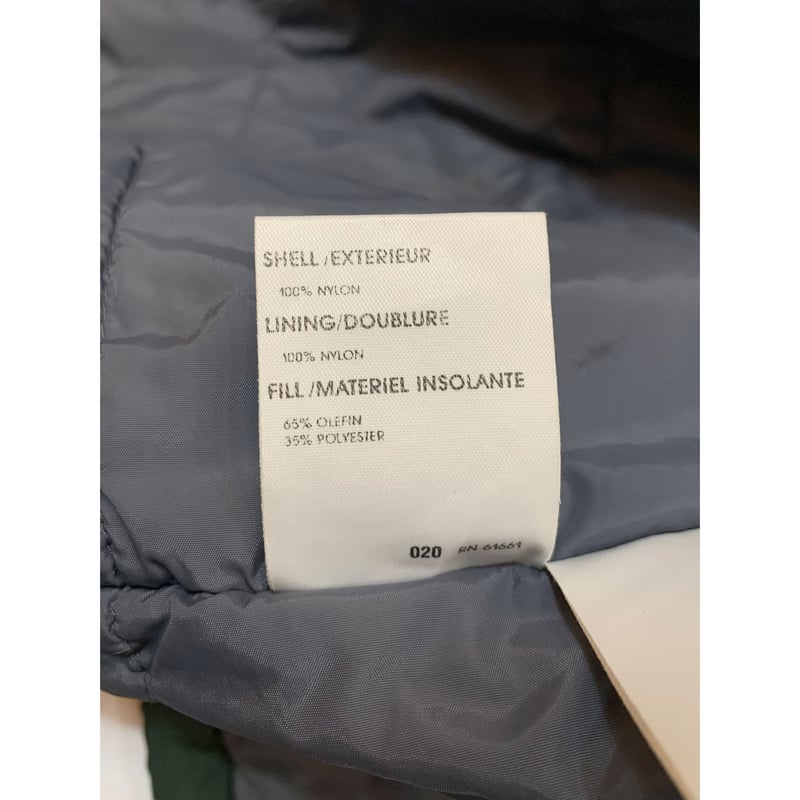 SHELL/EXTERIEUR
100% NYLON
LINING/DOUBLURE
100% NYLON
FILL/MATERIEL INSOLANTE
65% OLEFIN
35% POLYESTER
020 RN 61661